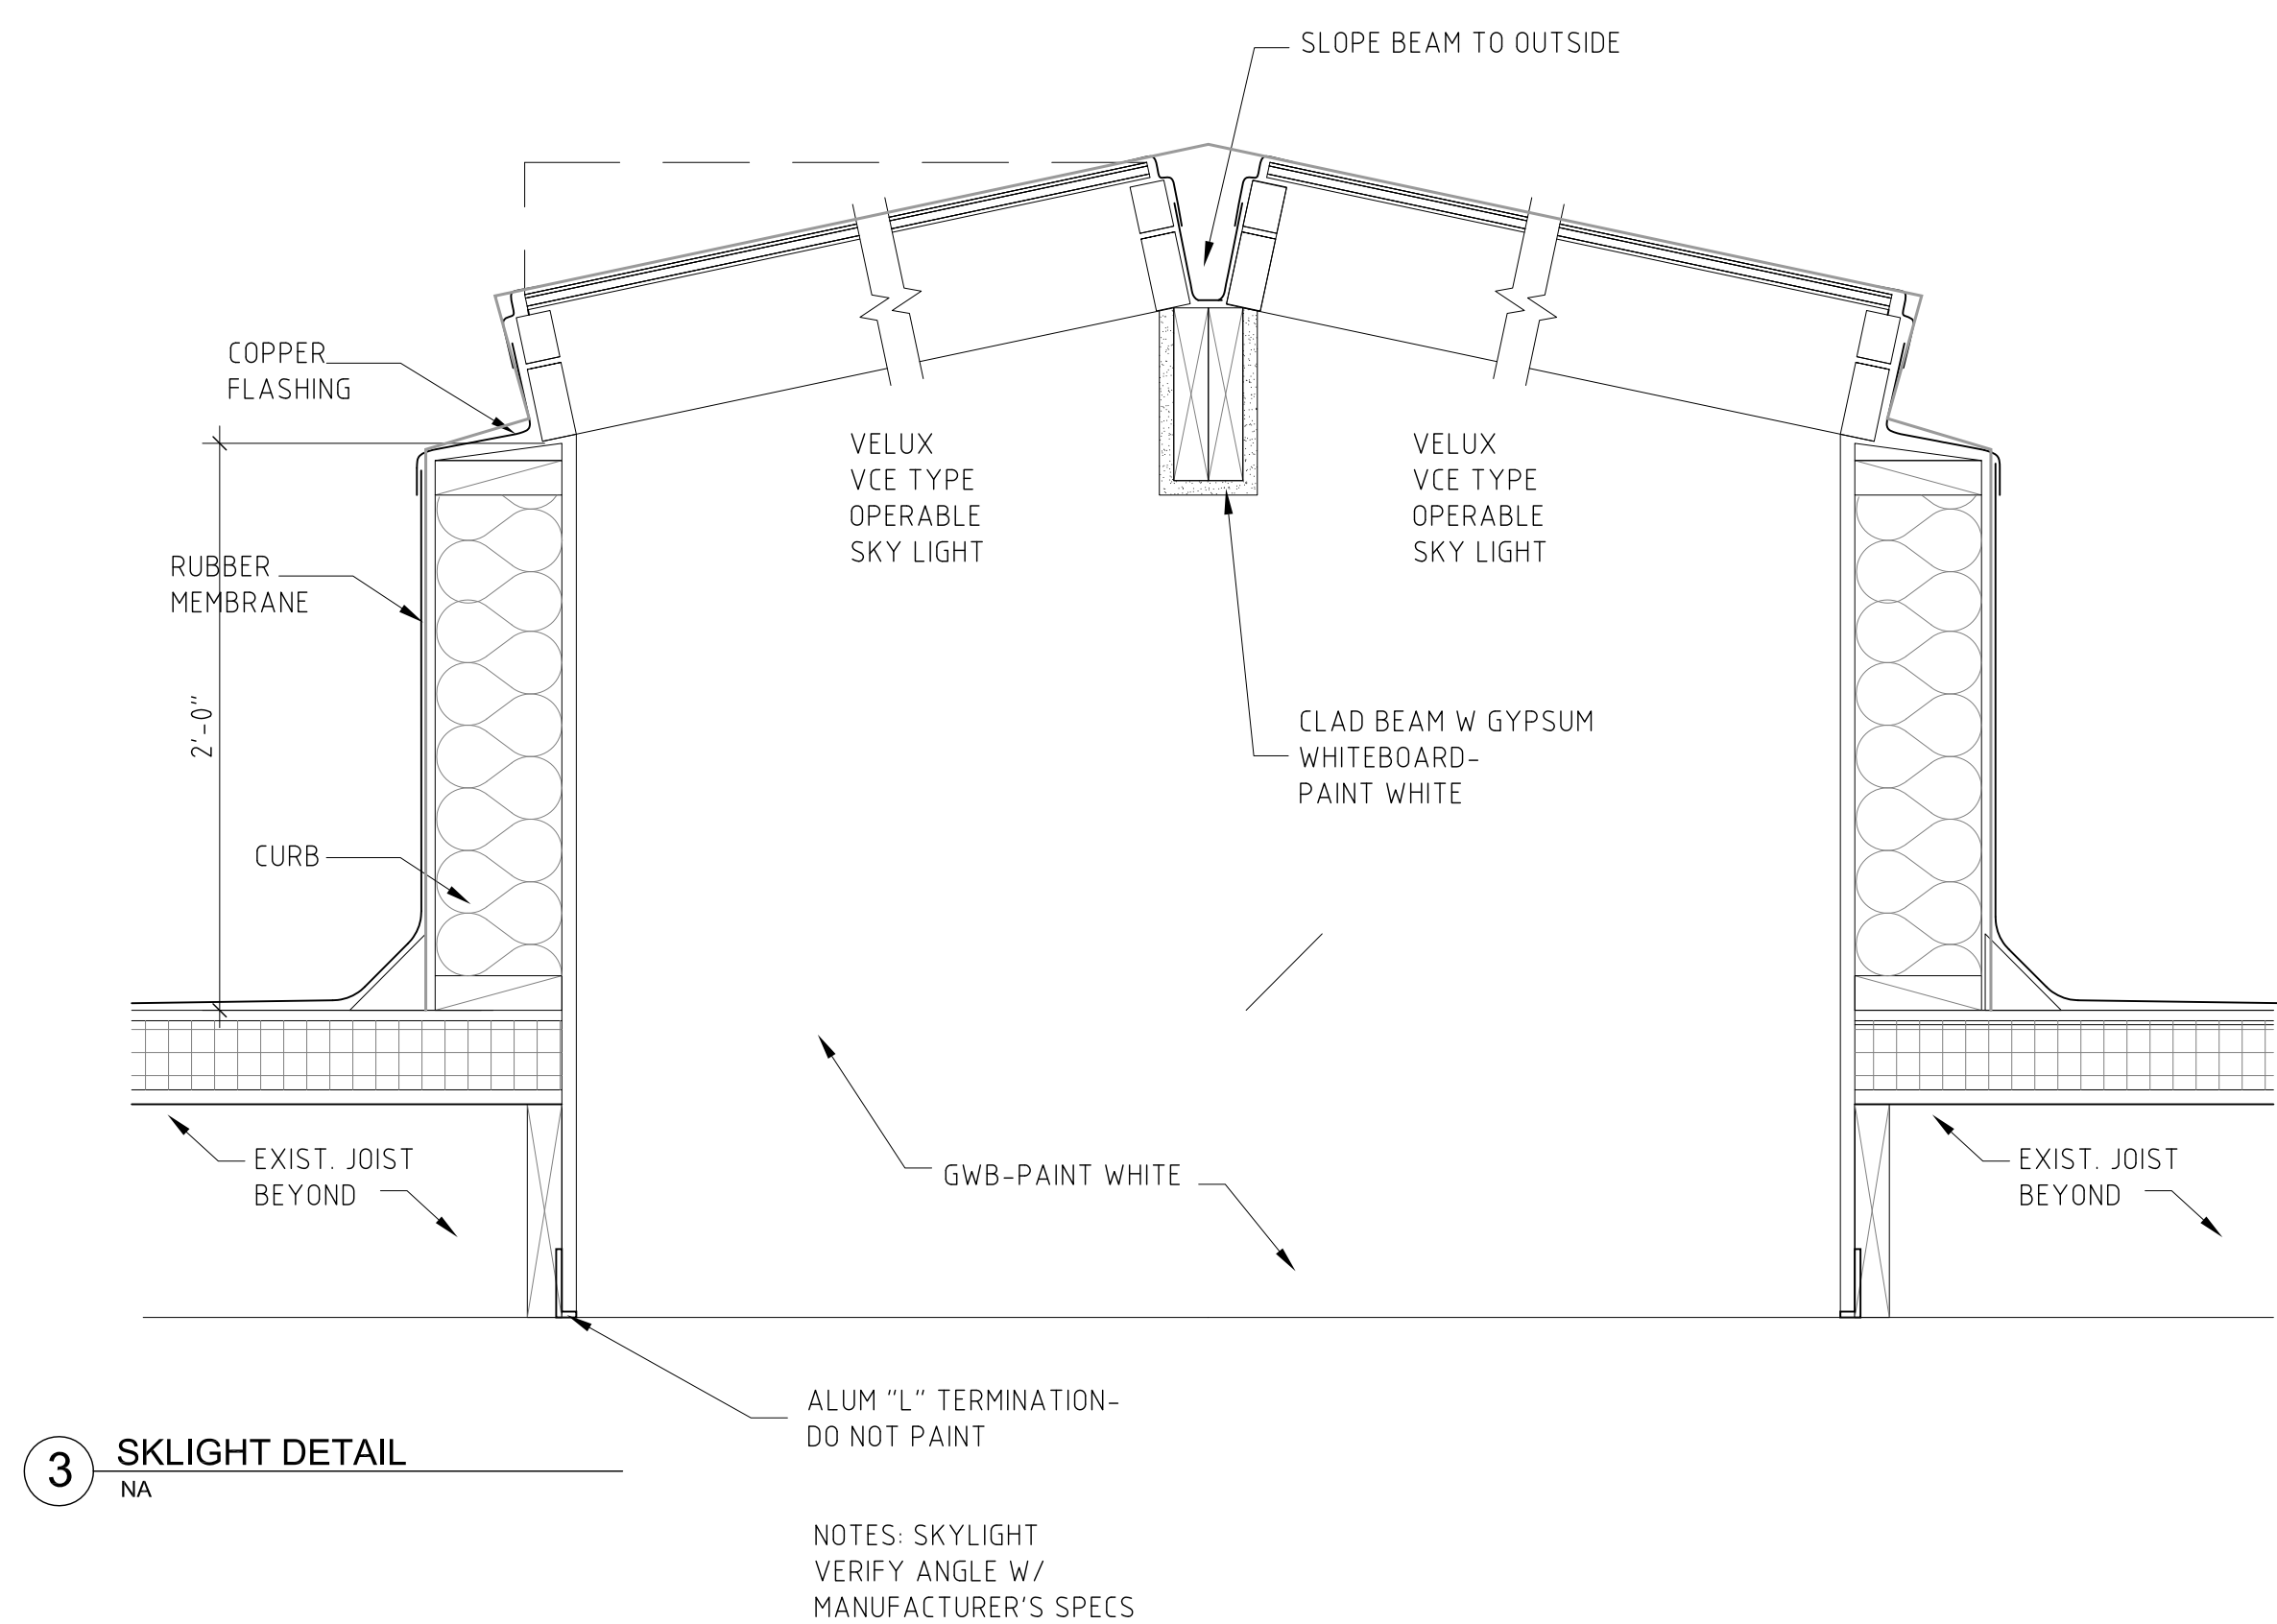 SLOPE BEAM TO OUTSIDE
COPPER
FLASHING
VELUX
VCE TYPE
OPERABLE
SKY LIGHT
VELUX
VCE TYPE
OPERABLE
SKY LIGHT
RUBBER
MEMBRANE
2'-0"
CLAD BEAM W GYPSUM
WHITEBOARD-
PAINT WHITE
CURB
EXIST. JOIST
BEYOND
GWB-PAINT WHITE
EXIST. JOIST
BEYOND
ALUM "L" TERMINATION-
DO NOT PAINT
3
SKLIGHT DETAIL
NA
NOTES: SKYLIGHT
VERIFY ANGLE W/
MANUFACTURER'S SPECS